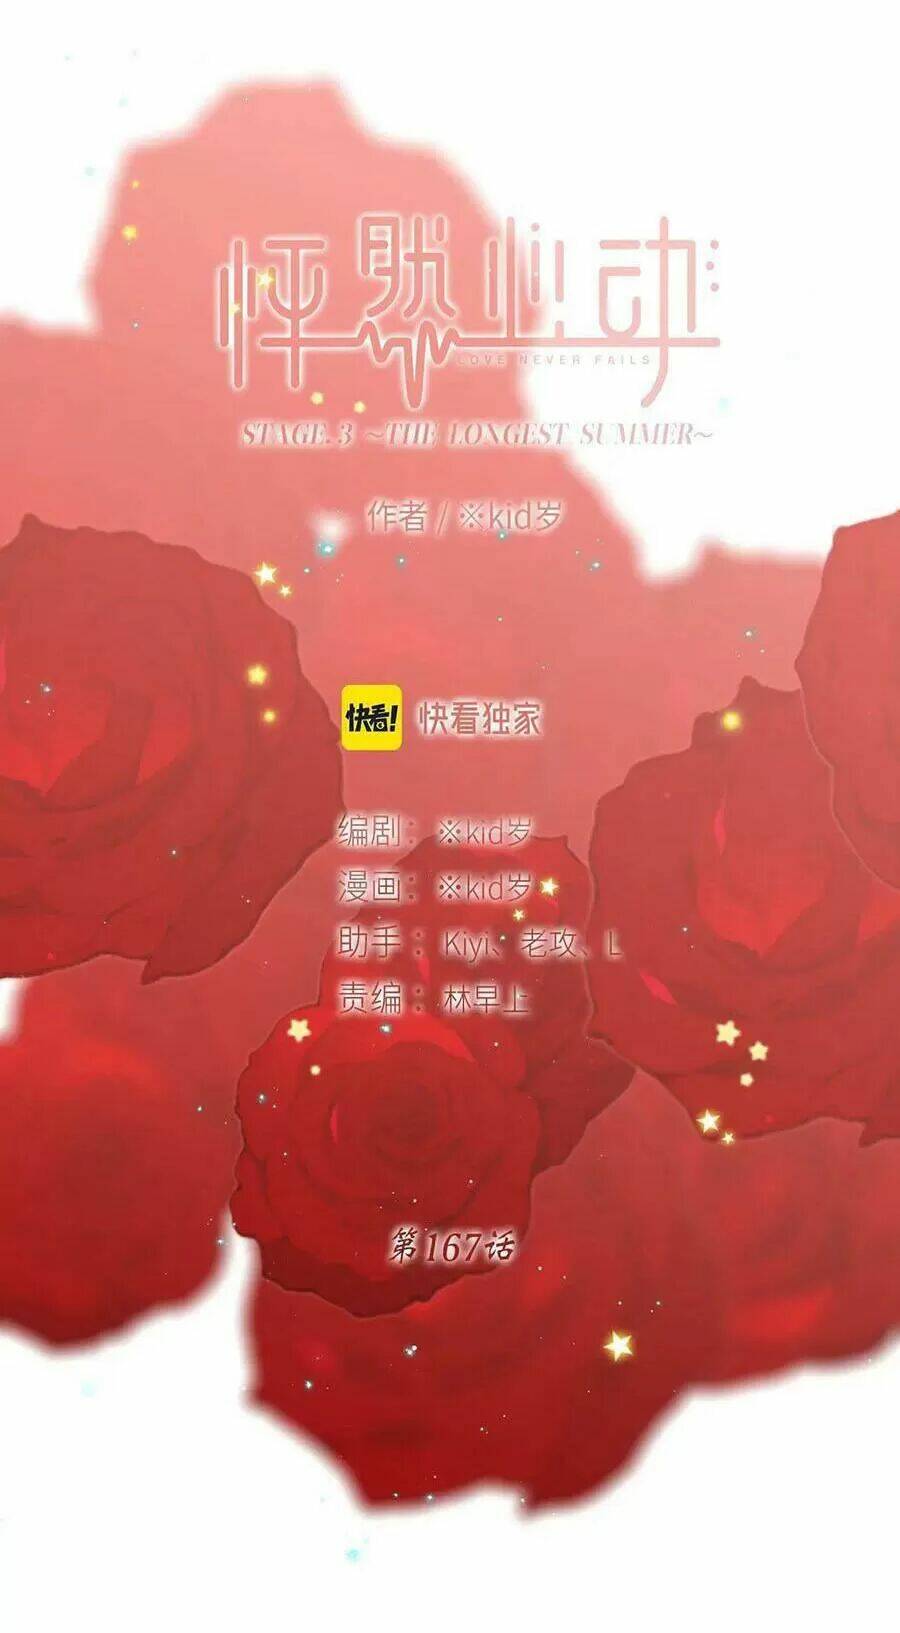 怦然心动
LOVE NEVER FAILS
STAGE.3 ~THE LONGEST SUMMER~
作者/※kid岁
快看! 快看独家
编剧：※kid岁
漫画：※kid岁
助手：Kiyi、老攻、L
责编：林早上
第167话